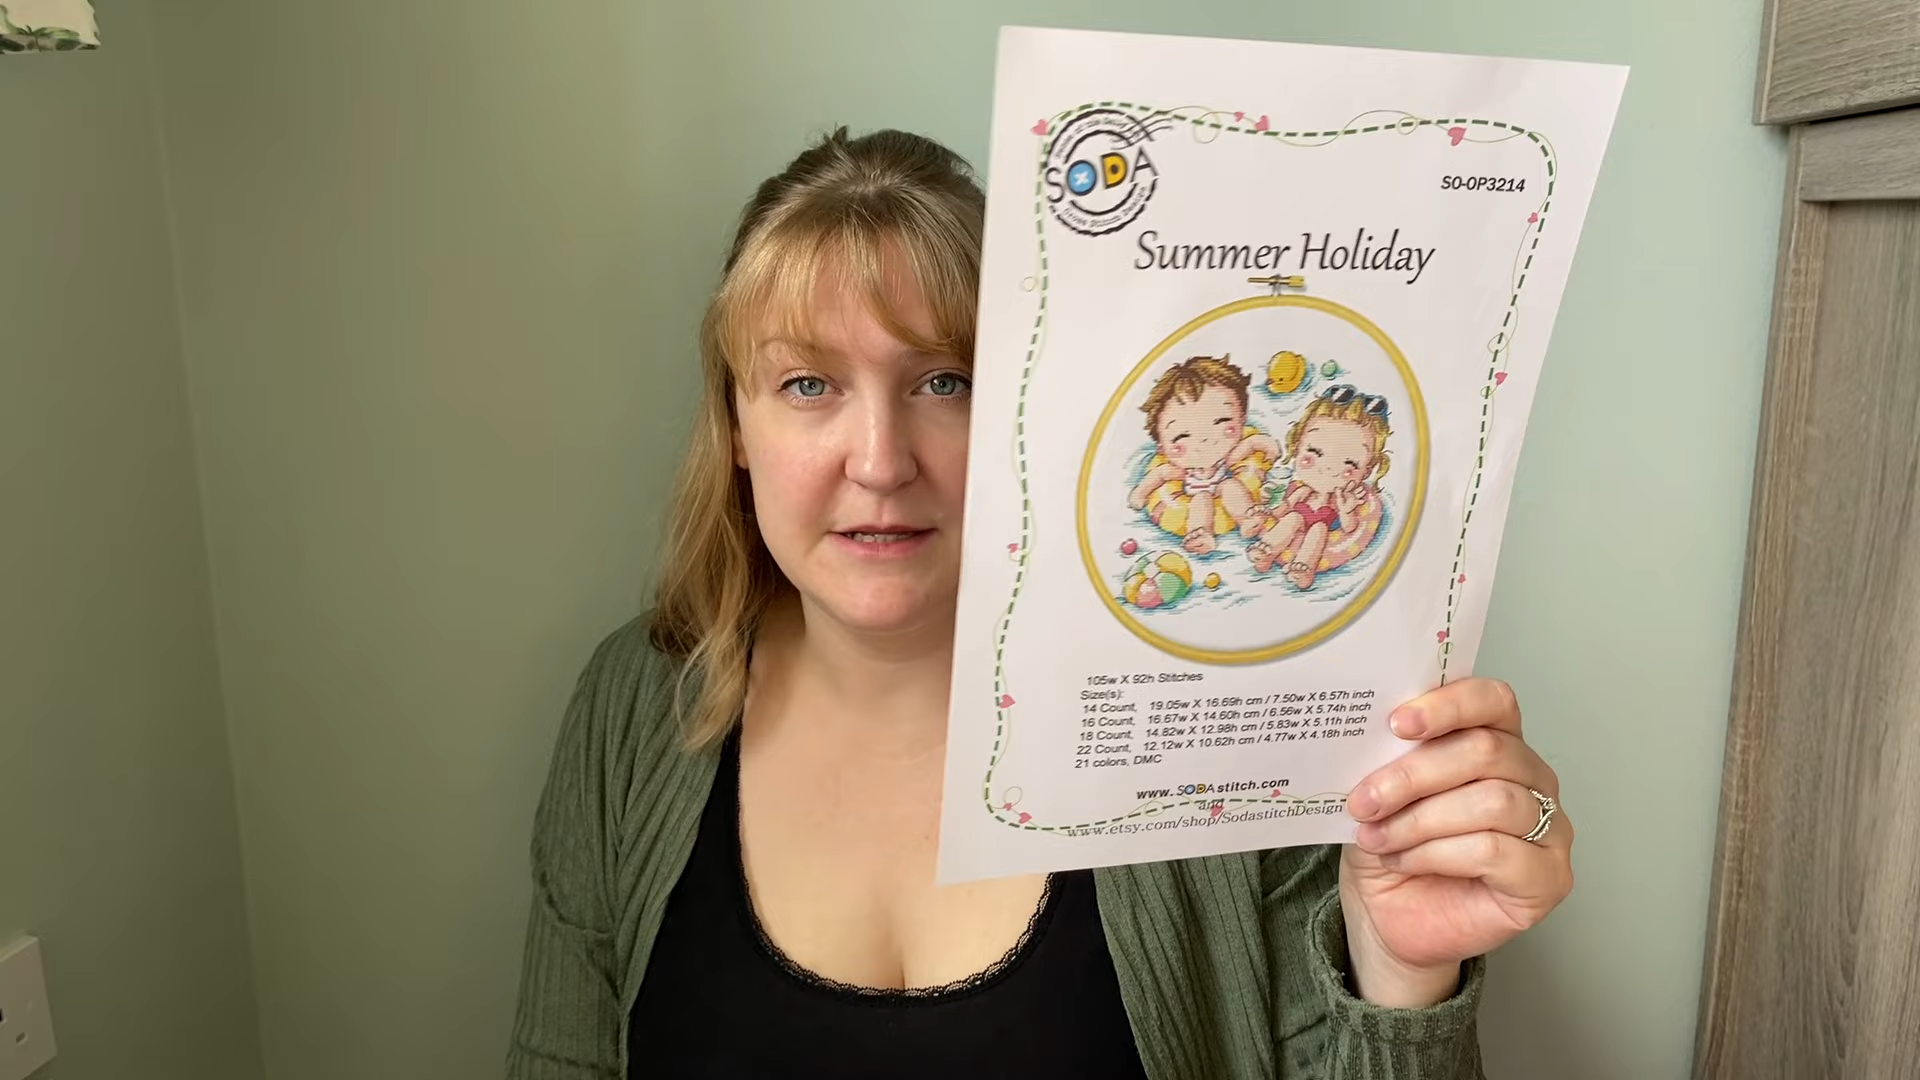 SODA
Cross Stitch Design
SO-OP3214
Summer Holiday
105w X 92h Stitches
Size(s):
14 Count, 19.05w X 16.69h cm / 7.50w X 6.57h inch
16 Count, 16.67w X 14.60h cm / 6.56w X 5.74h inch
18 Count, 14.82w X 12.98h cm / 5.83w X 5.11h inch
22 Count, 12.12w X 10.62h cm / 4.77w X 4.18h inch
21 colors, DMC
www.SODAstitch.com
and
www.etsy.com/shop/SodastitchDesign